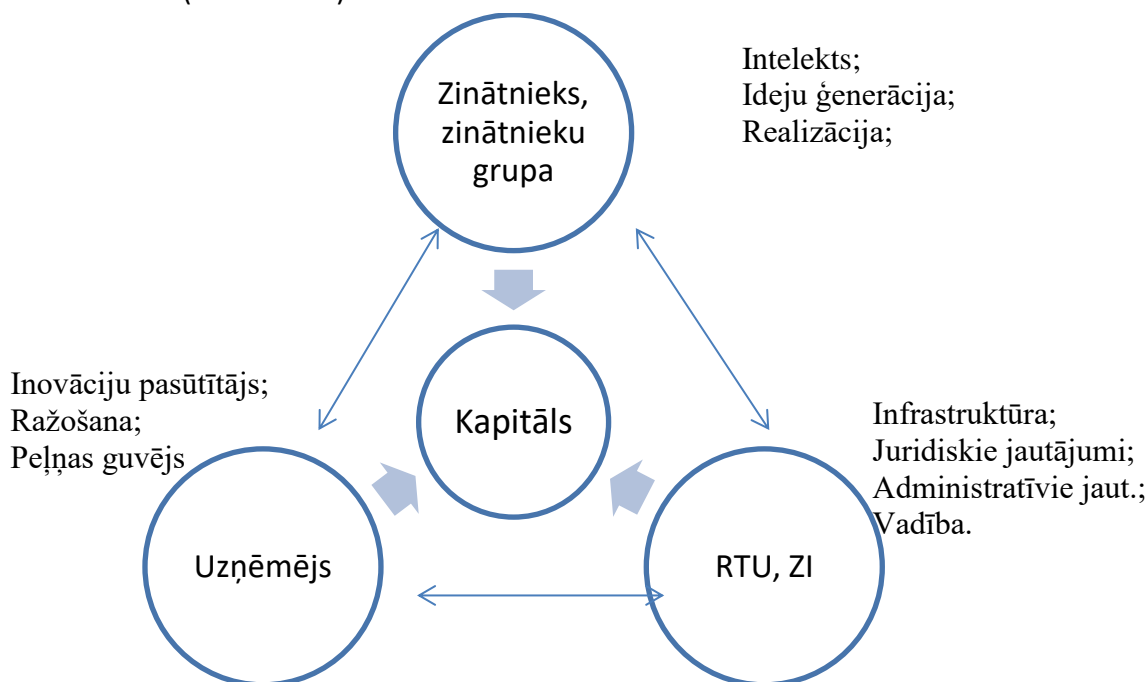 Zinātnieks,
zinātnieku
grupa
Intelekts;
Ideju ģenerācija;
Realizācija;
Inovāciju pasūtītājs;
Ražošana;
Peļņas guvējs
Kapitāls
Infrastruktūra;
Juridiskie jautājumi;
Administratīvie jaut.;
Vadība.
Uzņēmējs
RTU, ZI